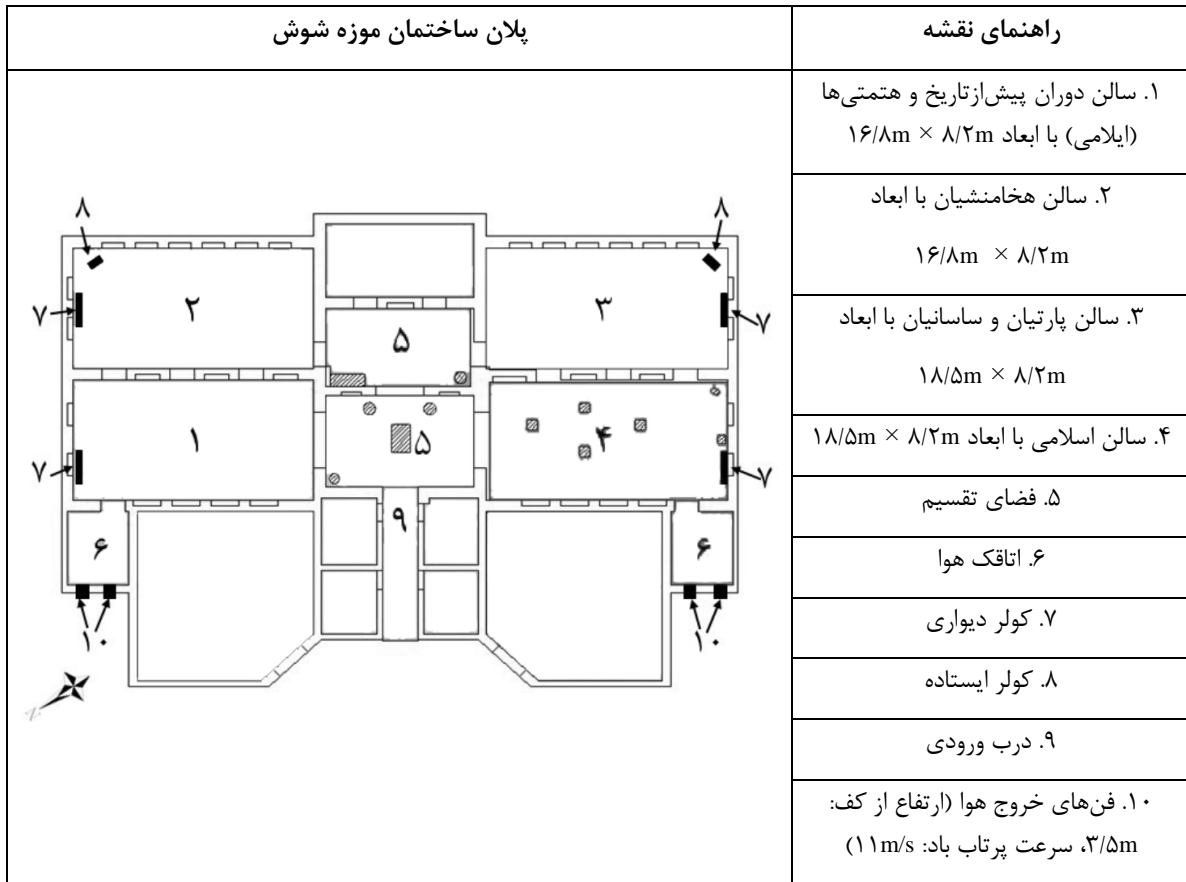 راهنمای نقشه
پلان ساختمان موزه شوش
۱. سالن دوران پیش‌ازتاریخ و هتمتی‌ها
(ایلامی) با ابعاد ۱۶/۸m × ۸/۲m
۲. سالن هخامنشیان با ابعاد
۱۶/۸m × ۸/۲m
۳. سالن پارتیان و ساسانیان با ابعاد
۱۸/۵m × ۸/۲m
۴. سالن اسلامی با ابعاد ۱۸/۵m × ۸/۲m
۵. فضای تقسیم
۶. اتاقک هوا
۷. کولر دیواری
۸. کولر ایستاده
۹. درب ورودی
۱۰. فن‌های خروج هوا (ارتفاع از کف:
۳/۵m، سرعت پرتاب باد: ۱۱m/s)
۸
۸
۷
۲
۳
۷
۵
۷
۱
۵
۴
۷
۶
۹
۶
۱۰
۱۰
N